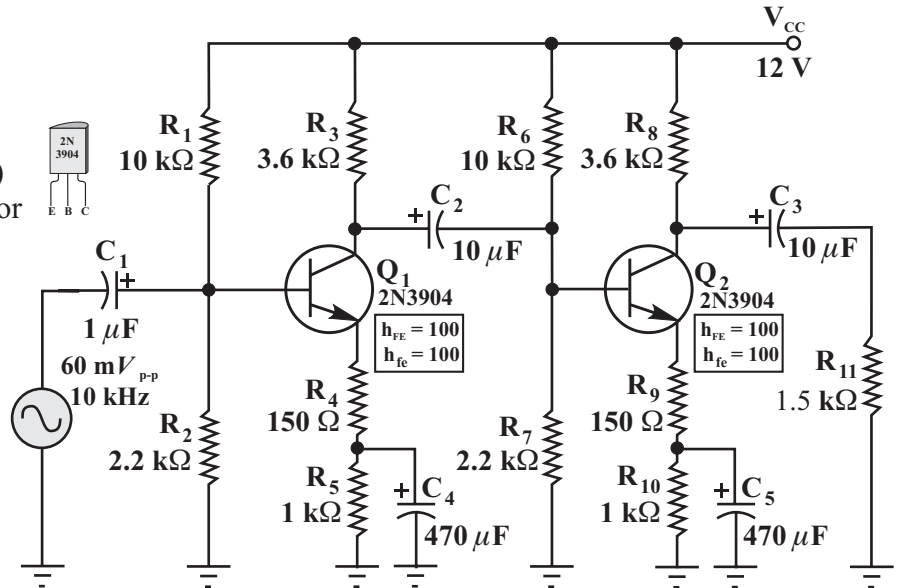 V_CC
12 V
R_1
10 kΩ
R_3
3.6 kΩ
R_6
10 kΩ
R_8
3.6 kΩ
2N
3904
E B C
)
or
C_1
+
1 μF
60 mV_p-p
10 kHz
C_2
+
10 μF
C_3
+
10 μF
Q_1
2N3904
h_FE = 100
h_fe = 100
Q_2
2N3904
h_FE = 100
h_fe = 100
R_2
2.2 kΩ
R_4
150 Ω
R_5
1 kΩ
+
C_4
470 μF
R_7
2.2 kΩ
R_9
150 Ω
R_10
1 kΩ
+
C_5
470 μF
R_11
1.5 kΩ